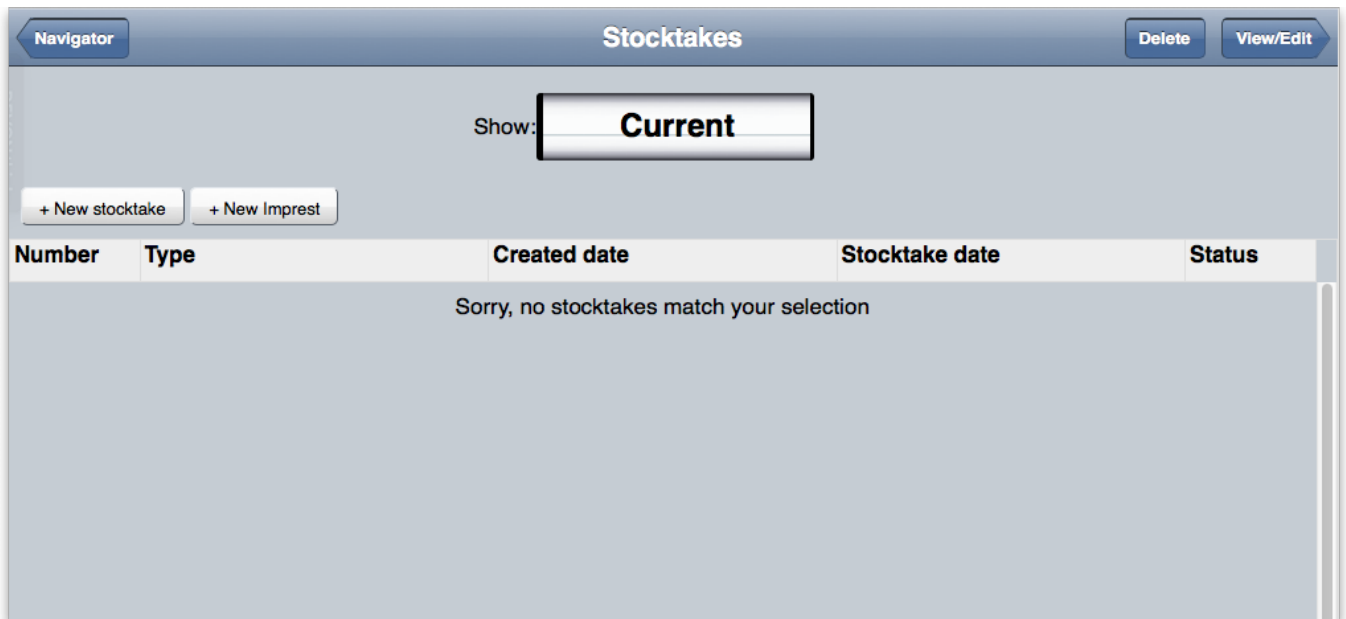 Navigator Stocktakes Delete View/Edit
Show: Current
+ New stocktake + New Imprest
Number Type Created date Stocktake date Status
Sorry, no stocktakes match your selection